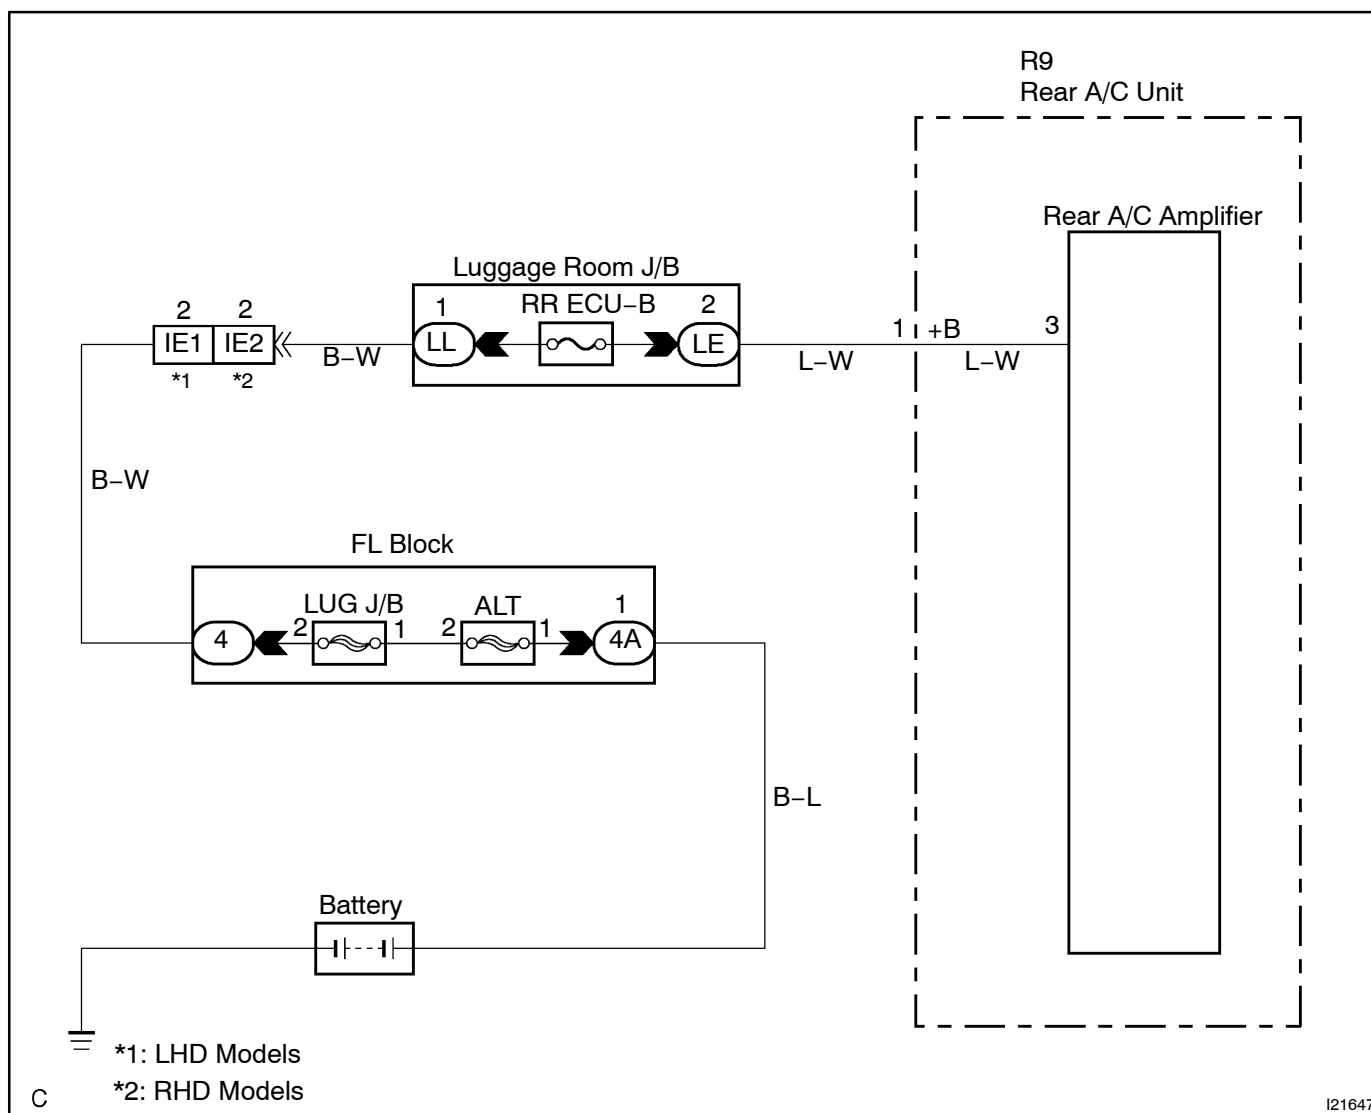 R9
Rear A/C Unit
Rear A/C Amplifier
Luggage Room J/B
1 RR ECU−B 2
2 2
IE1 IE2
*1 *2
B−W
LL
LE
L−W
1 +B
L−W
3
B−W
FL Block
LUG J/B ALT 1
4 2 1 2 1 4A
B−L
Battery
*1: LHD Models
*2: RHD Models
C
I21647